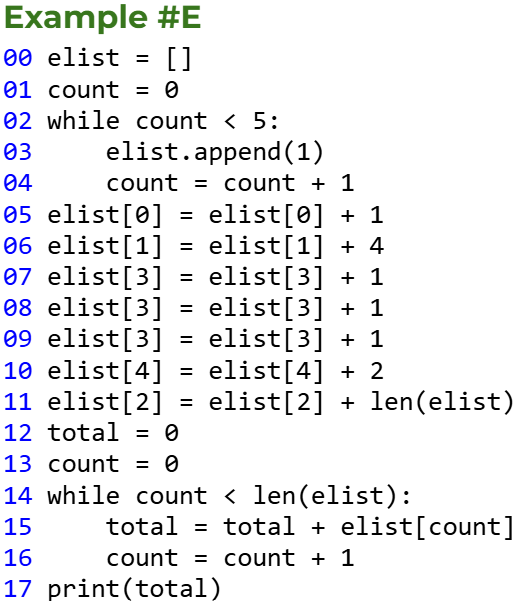 Example #E
00 elist = []
01 count = 0
02 while count < 5:
03     elist.append(1)
04     count = count + 1
05 elist[0] = elist[0] + 1
06 elist[1] = elist[1] + 4
07 elist[3] = elist[3] + 1
08 elist[3] = elist[3] + 1
09 elist[3] = elist[3] + 1
10 elist[4] = elist[4] + 2
11 elist[2] = elist[2] + len(elist)
12 total = 0
13 count = 0
14 while count < len(elist):
15     total = total + elist[count]
16     count = count + 1
17 print(total)